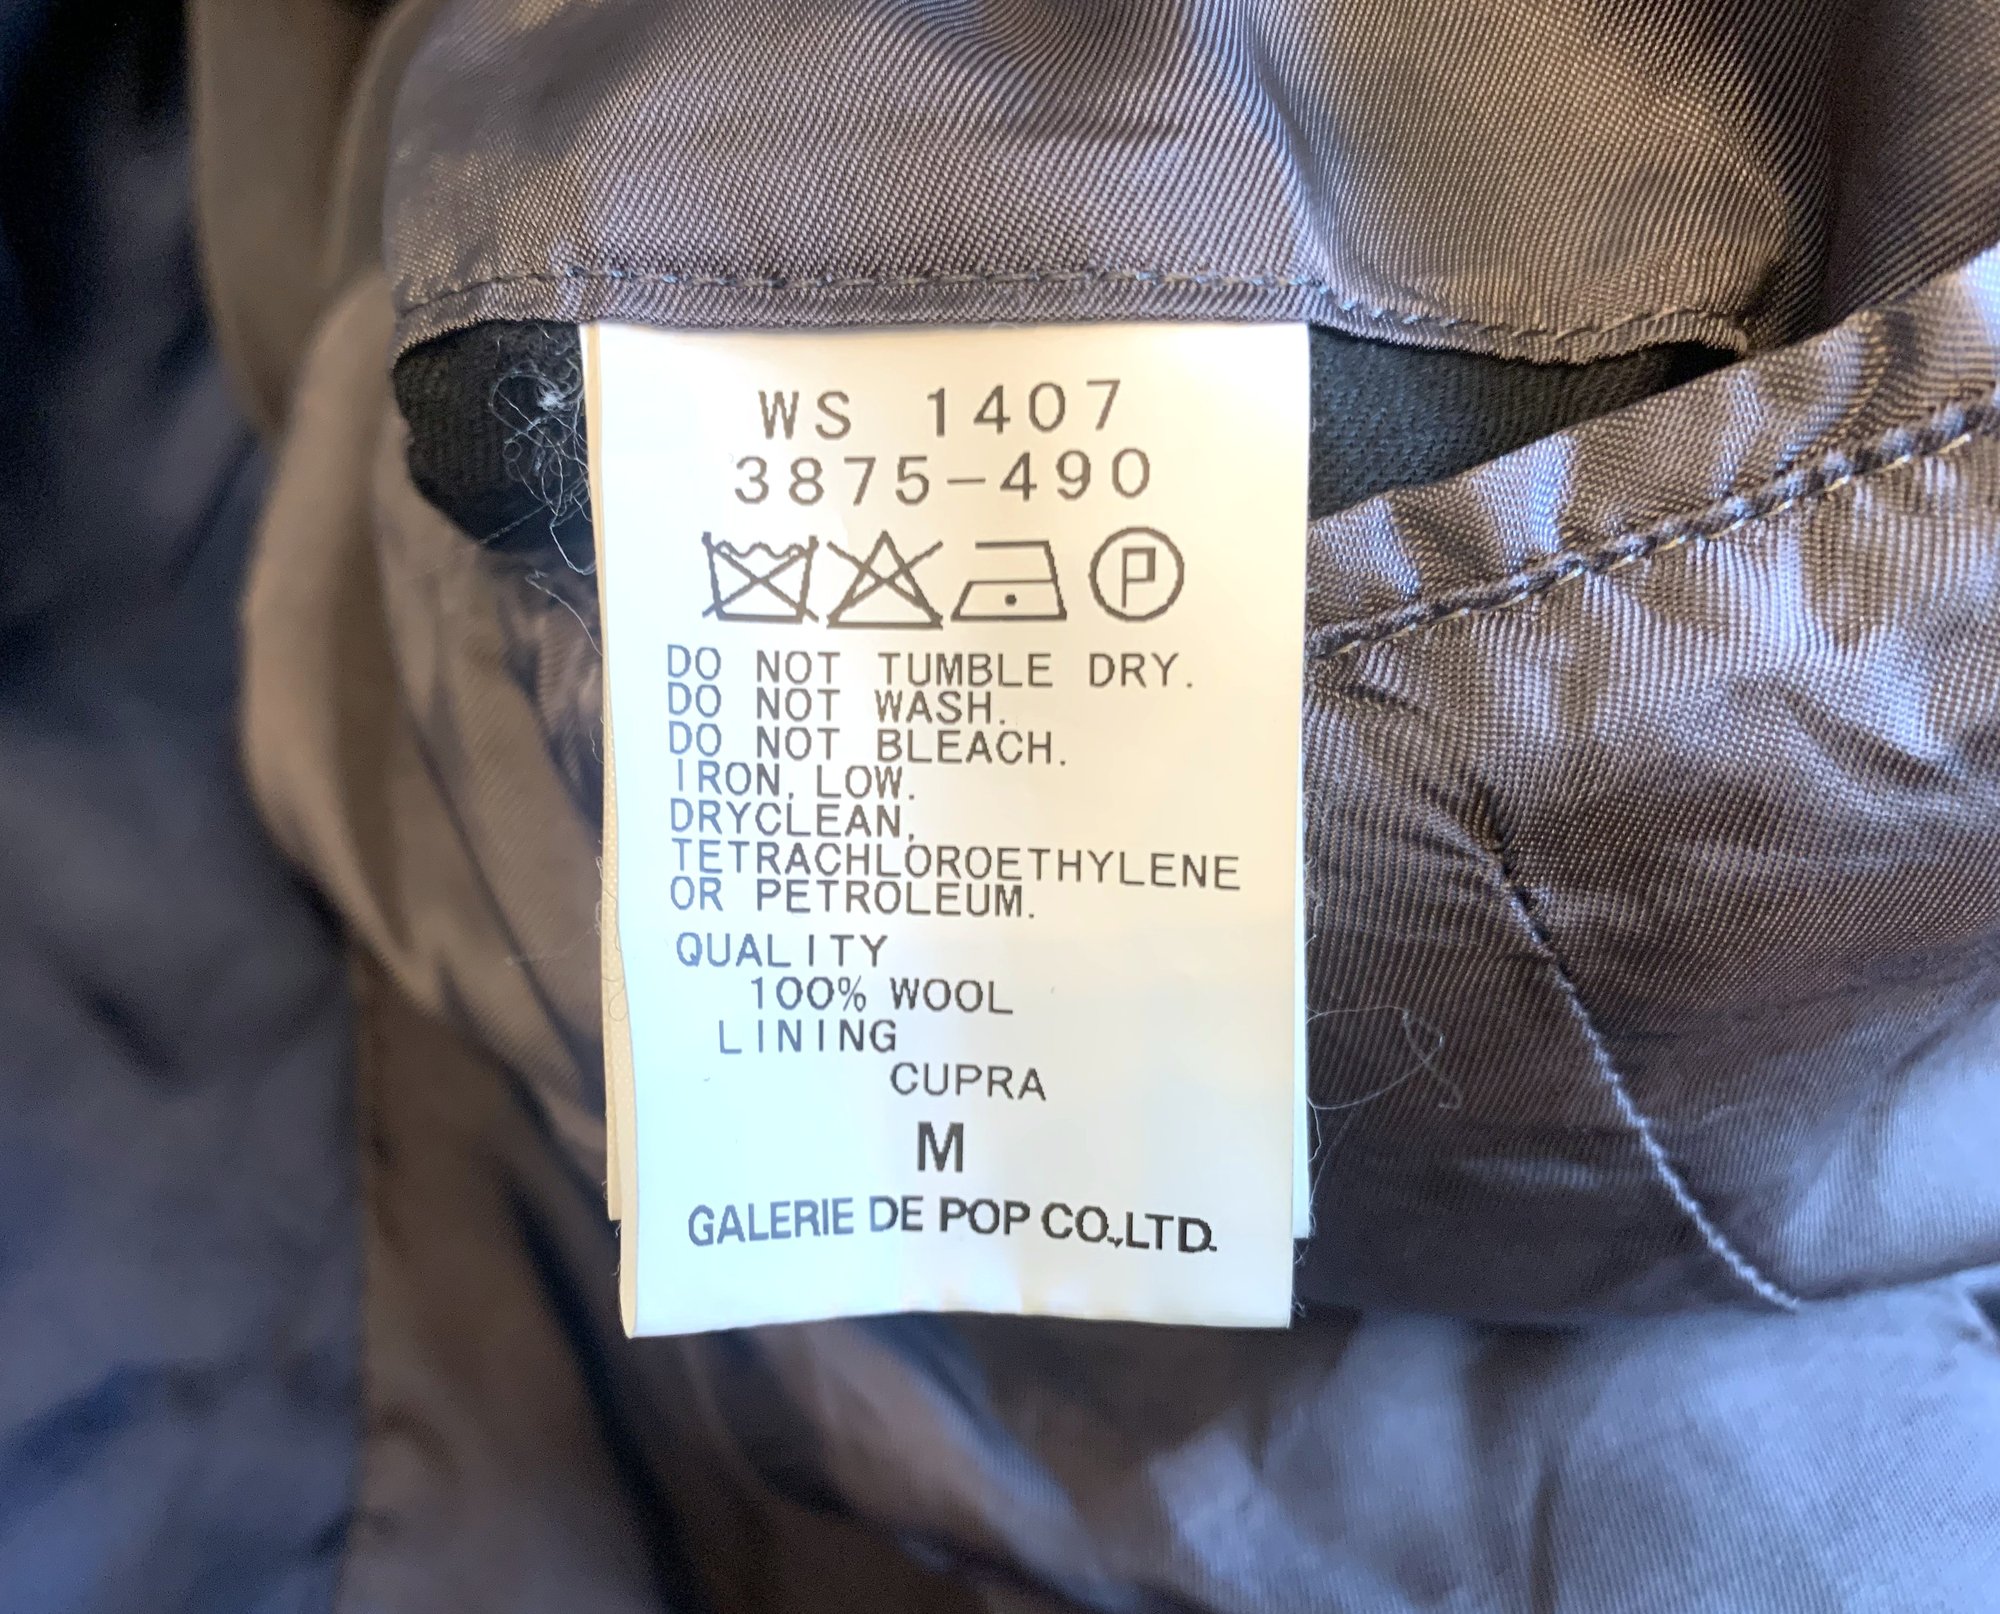 WS 1407
3875-490
P
DO NOT TUMBLE DRY.
DO NOT WASH.
DO NOT BLEACH.
IRON, LOW.
DRYCLEAN,
TETRACHLOROETHYLENE
OR PETROLEUM.
QUALITY
100% WOOL
LINING
CUPRA
M
GALERIE DE POP CO.,LTD.